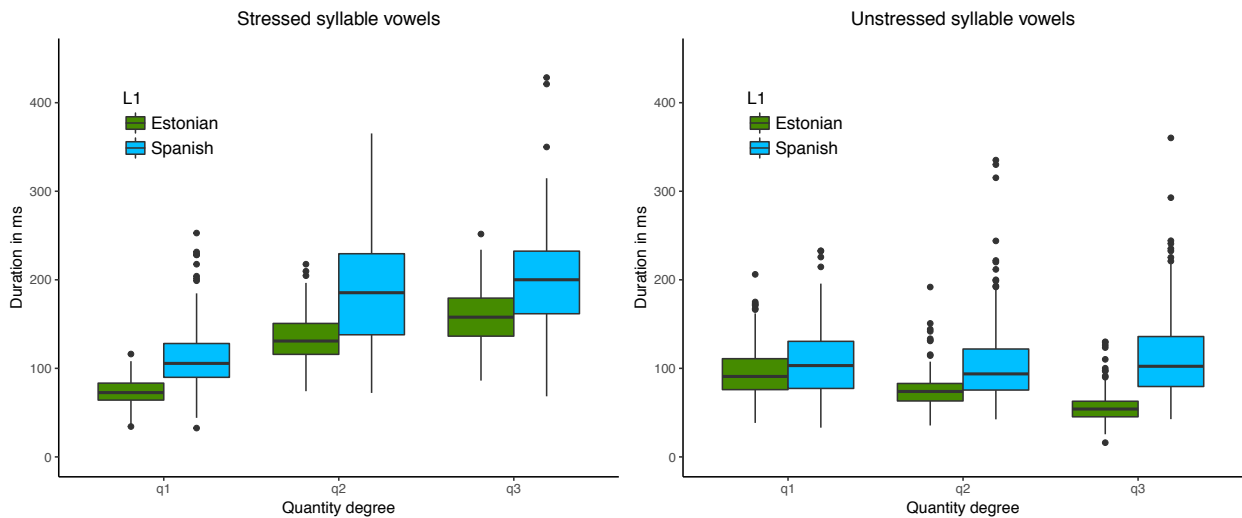 Stressed syllable vowels
Duration in ms
400
300
200
100
0
L1
Estonian
Spanish
q1 q2 q3
Quantity degree
Unstressed syllable vowels
Duration in ms
400
300
200
100
0
L1
Estonian
Spanish
q1 q2 q3
Quantity degree